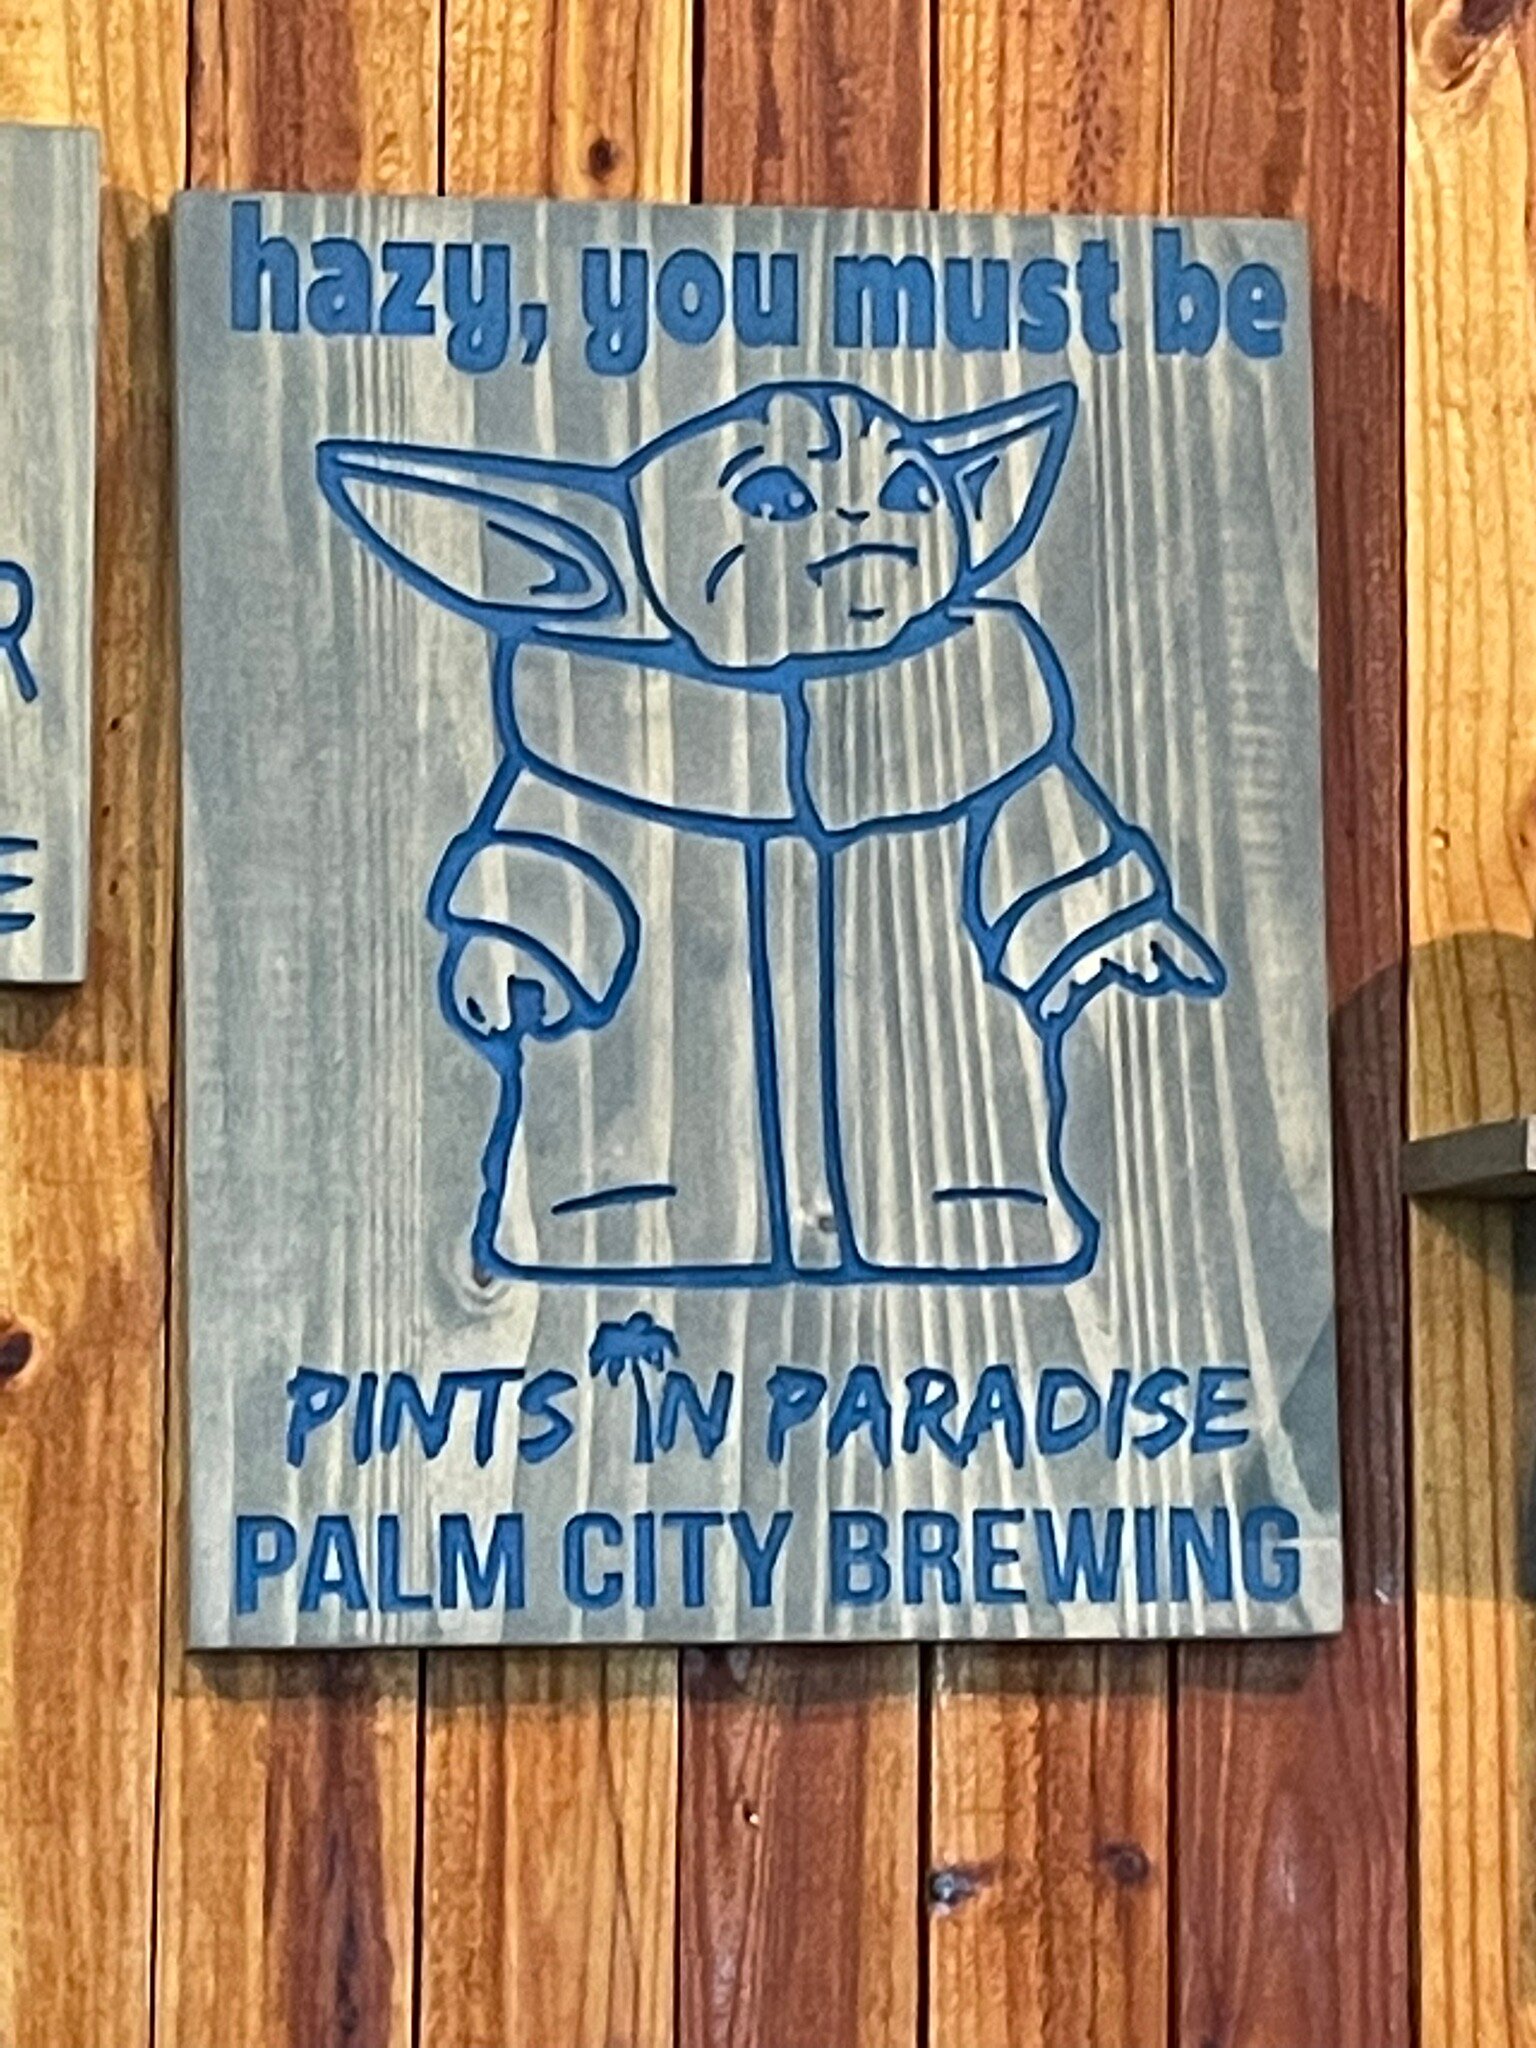 hazy, you must be
PINTS IN PARADISE
PALM CITY BREWING
R
E